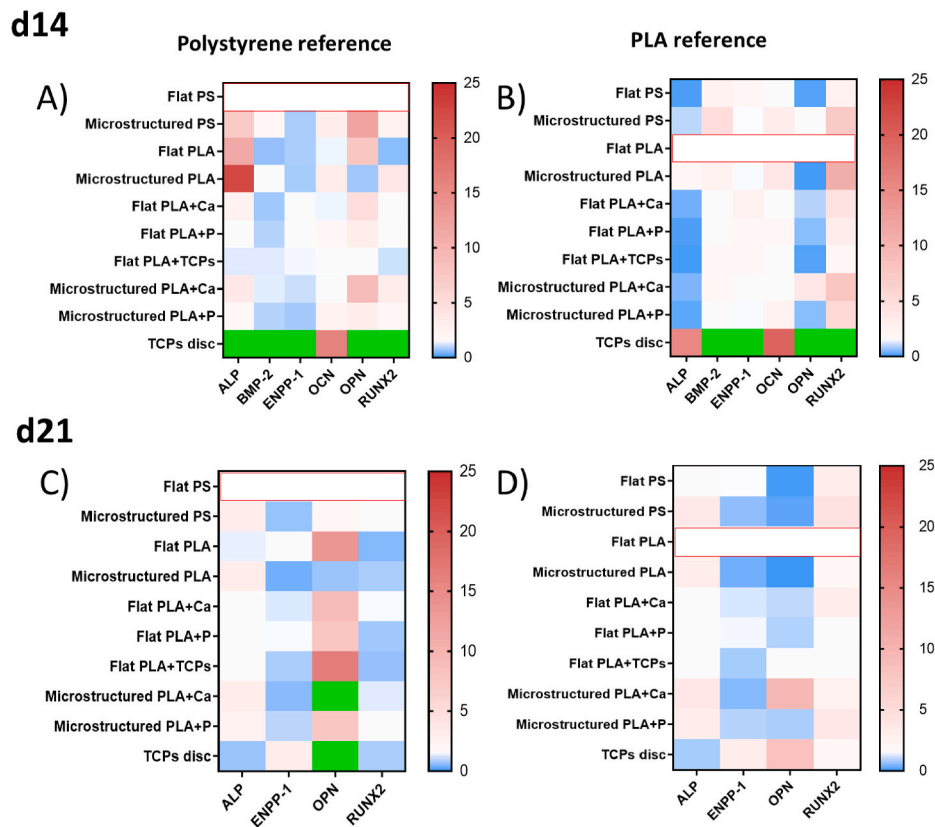 d14
Polystyrene reference
PLA reference
A)
Flat PS
Microstructured PS
Flat PLA
Microstructured PLA
Flat PLA+Ca
Flat PLA+P
Flat PLA+TCPs
Microstructured PLA+Ca
Microstructured PLA+P
TCPs disc
ALP
BMP-2
ENPP-1
OCN
OPN
RUNX2
25
20
15
10
5
0
B)
Flat PS
Microstructured PS
Flat PLA
Microstructured PLA
Flat PLA+Ca
Flat PLA+P
Flat PLA+TCPs
Microstructured PLA+Ca
Microstructured PLA+P
TCPs disc
ALP
BMP-2
ENPP-1
OCN
OPN
RUNX2
25
20
15
10
5
0
d21
C)
Flat PS
Microstructured PS
Flat PLA
Microstructured PLA
Flat PLA+Ca
Flat PLA+P
Flat PLA+TCPs
Microstructured PLA+Ca
Microstructured PLA+P
TCPs disc
ALP
ENPP-1
OPN
RUNX2
25
20
15
10
5
0
D)
Flat PS
Microstructured PS
Flat PLA
Microstructured PLA
Flat PLA+Ca
Flat PLA+P
Flat PLA+TCPs
Microstructured PLA+Ca
Microstructured PLA+P
TCPs disc
ALP
ENPP-1
OPN
RUNX2
25
20
15
10
5
0